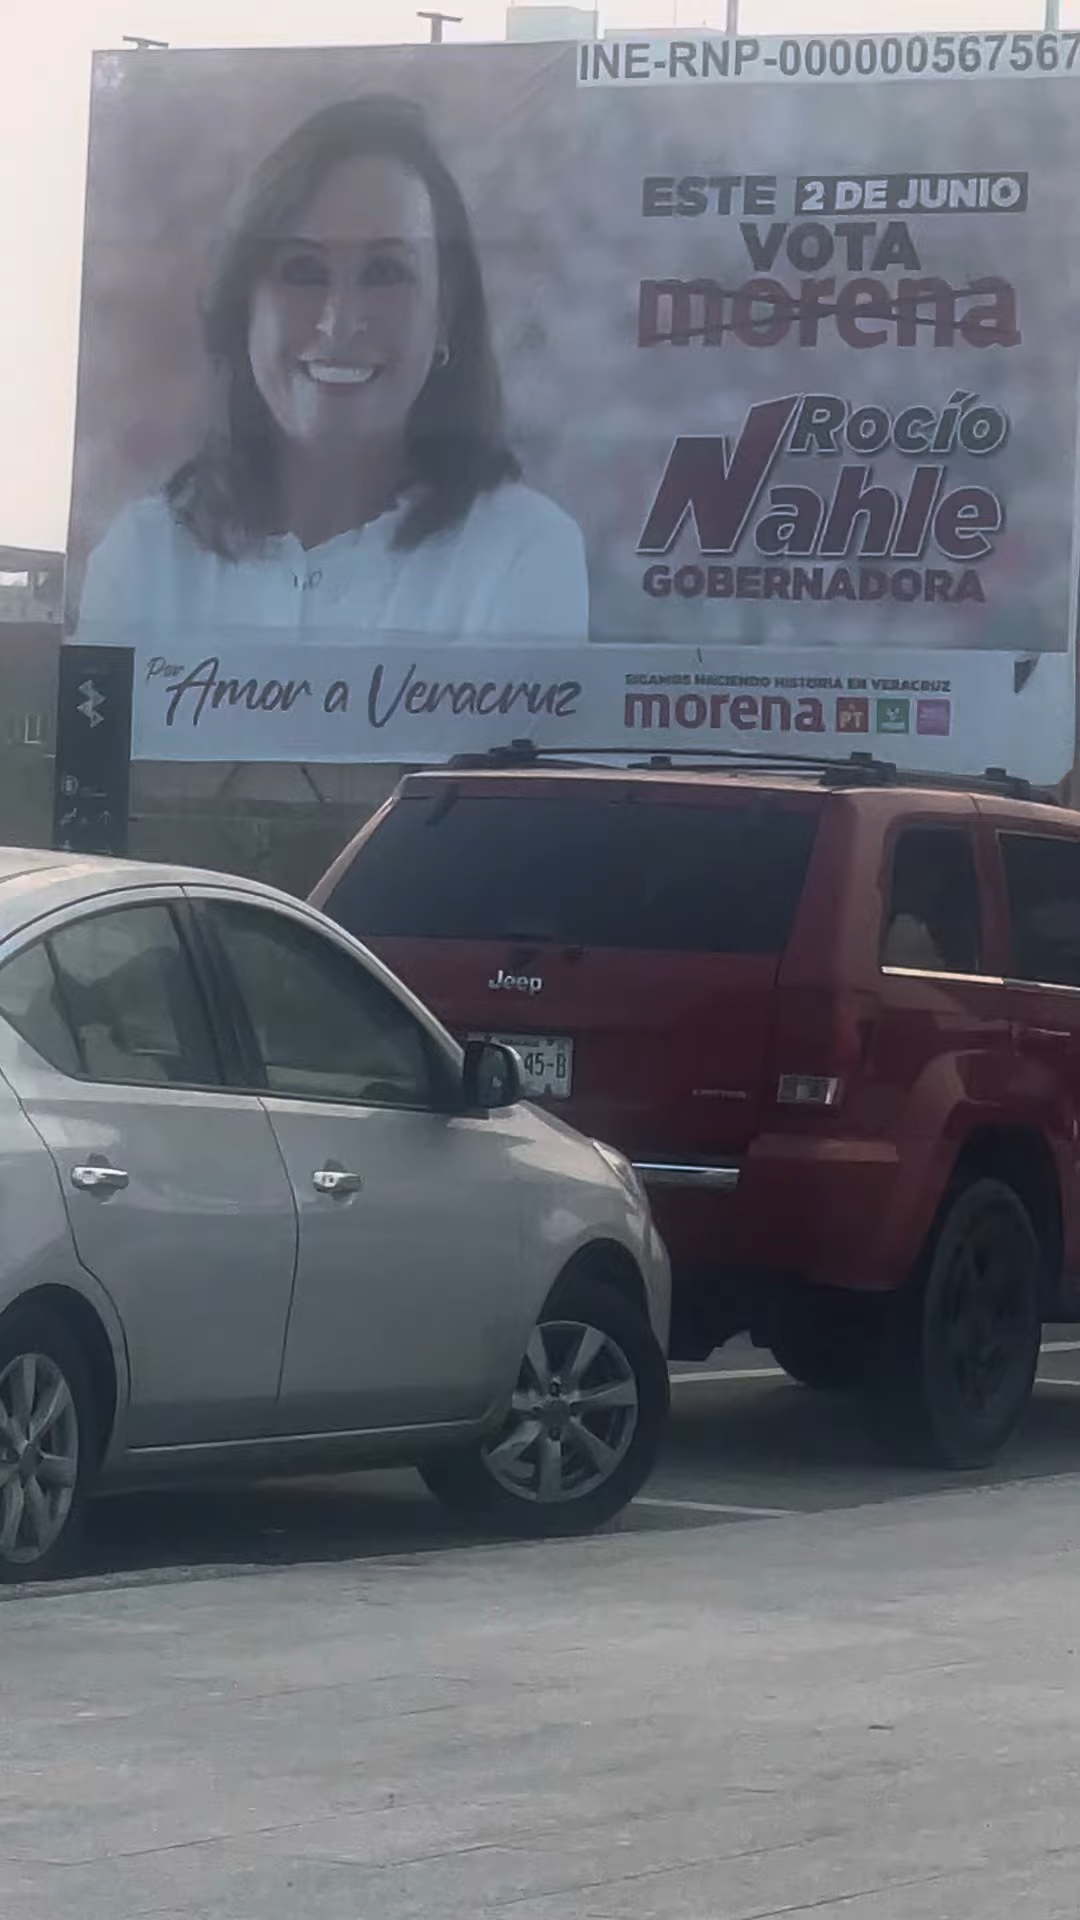 INE-RNP-000000567567
ESTE 2 DE JUNIO
VOTA
morena
Rocío
Nahle
GOBERNADORA
Por Amor a Veracruz
SIGAMOS HACIENDO HISTORIA EN VERACRUZ
morena PT
Jeep
45-B